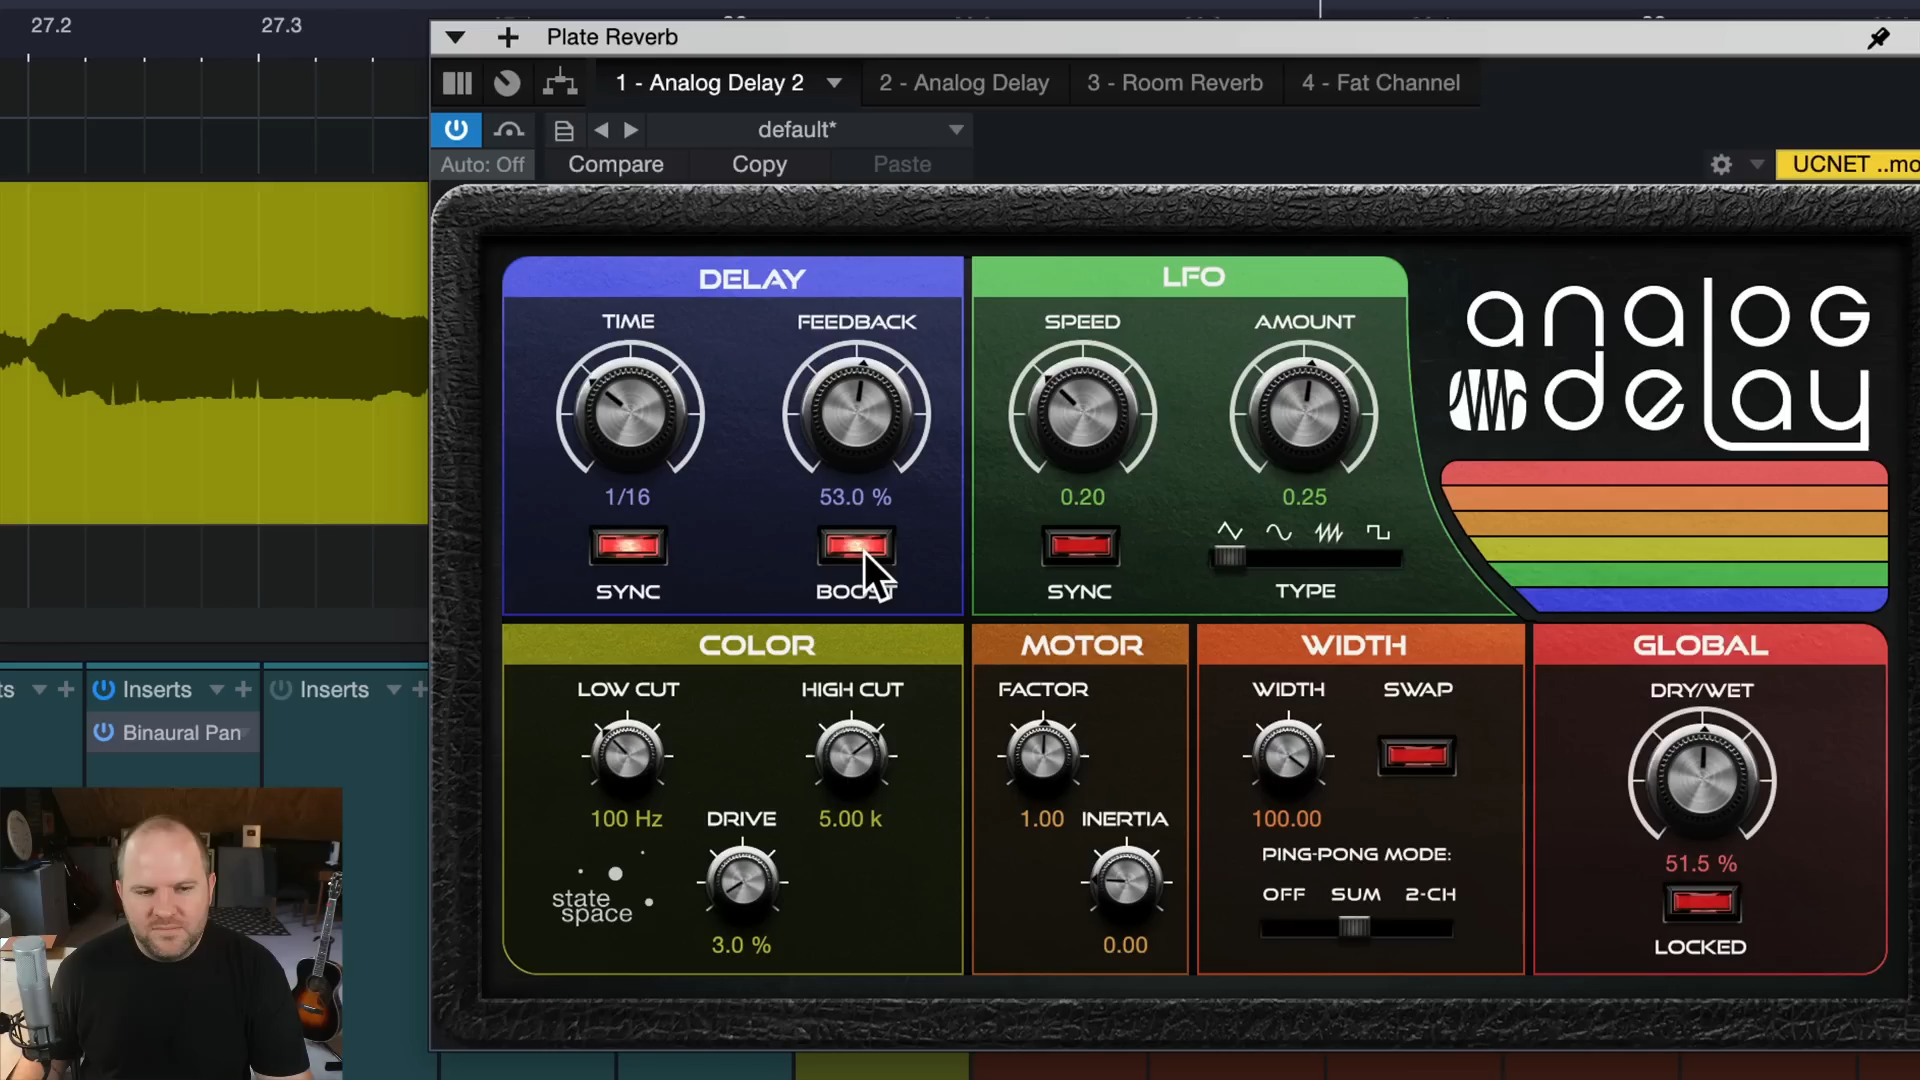 27.2
27.3
Plate Reverb
1 - Analog Delay 2
2 - Analog Delay
3 - Room Reverb
4 - Fat Channel
default*
Auto: Off
Compare
Copy
Paste
UCNET ..mo
DELAY
TIME
FEEDBACK
1/16
53.0 %
SYNC
BOOST
LFO
SPEED
AMOUNT
0.20
0.25
SYNC
TYPE
analog
delay
COLOR
LOW CUT
HIGH CUT
100 Hz
DRIVE
5.00 k
state
space
3.0 %
MOTOR
FACTOR
1.00
INERTIA
0.00
WIDTH
WIDTH
SWAP
100.00
PING-PONG MODE:
OFF SUM 2-CH
GLOBAL
DRY/WET
51.5 %
LOCKED
Inserts
Inserts
Binaural Pan